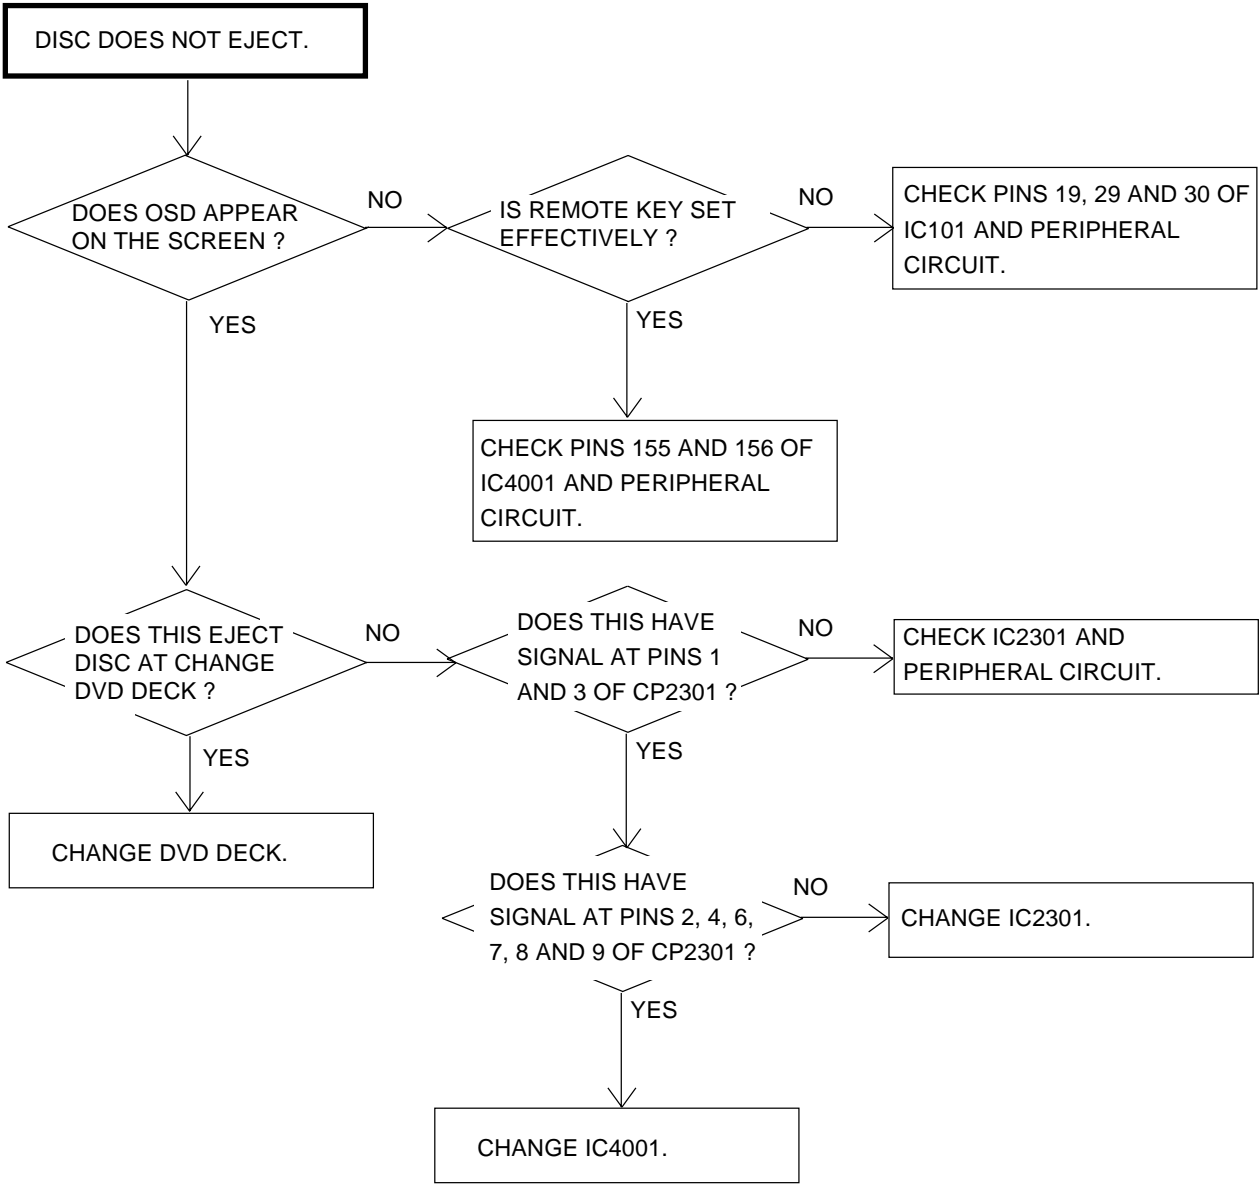 DISC DOES NOT EJECT.
DOES OSD APPEAR
ON THE SCREEN ?
NO
IS REMOTE KEY SET
EFFECTIVELY ?
NO
CHECK PINS 19, 29 AND 30 OF
IC101 AND PERIPHERAL
CIRCUIT.
YES
YES
CHECK PINS 155 AND 156 OF
IC4001 AND PERIPHERAL
CIRCUIT.
DOES THIS EJECT
DISC AT CHANGE
DVD DECK ?
NO
DOES THIS HAVE
SIGNAL AT PINS 1
AND 3 OF CP2301 ?
NO
CHECK IC2301 AND
PERIPHERAL CIRCUIT.
YES
YES
CHANGE DVD DECK.
DOES THIS HAVE
SIGNAL AT PINS 2, 4, 6,
7, 8 AND 9 OF CP2301 ?
NO
CHANGE IC2301.
YES
CHANGE IC4001.